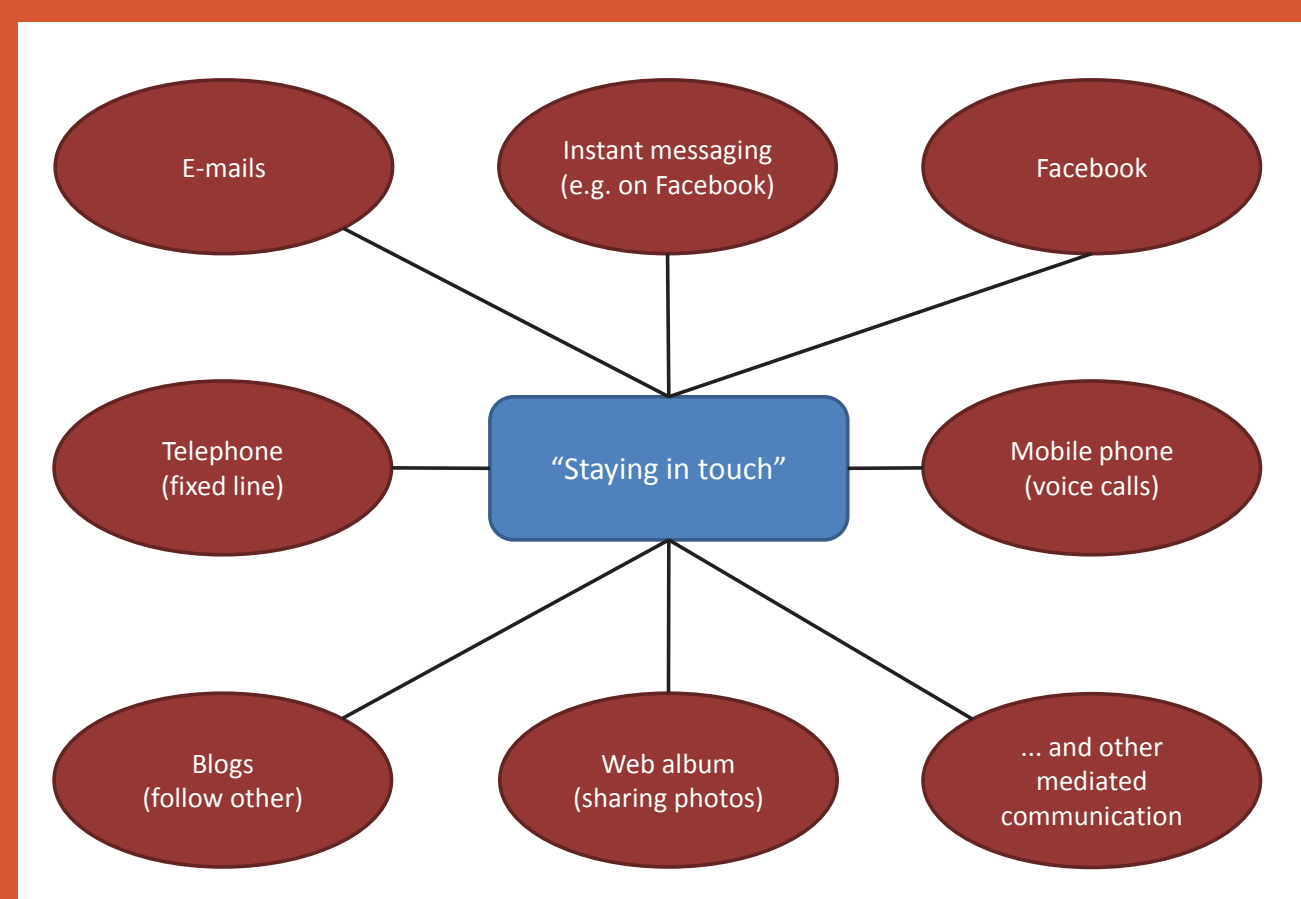 E-mails
Instant messaging
(e.g. on Facebook)
Facebook
Telephone
(fixed line)
“Staying in touch”
Mobile phone
(voice calls)
Blogs
(follow other)
Web album
(sharing photos)
... and other
mediated
communication